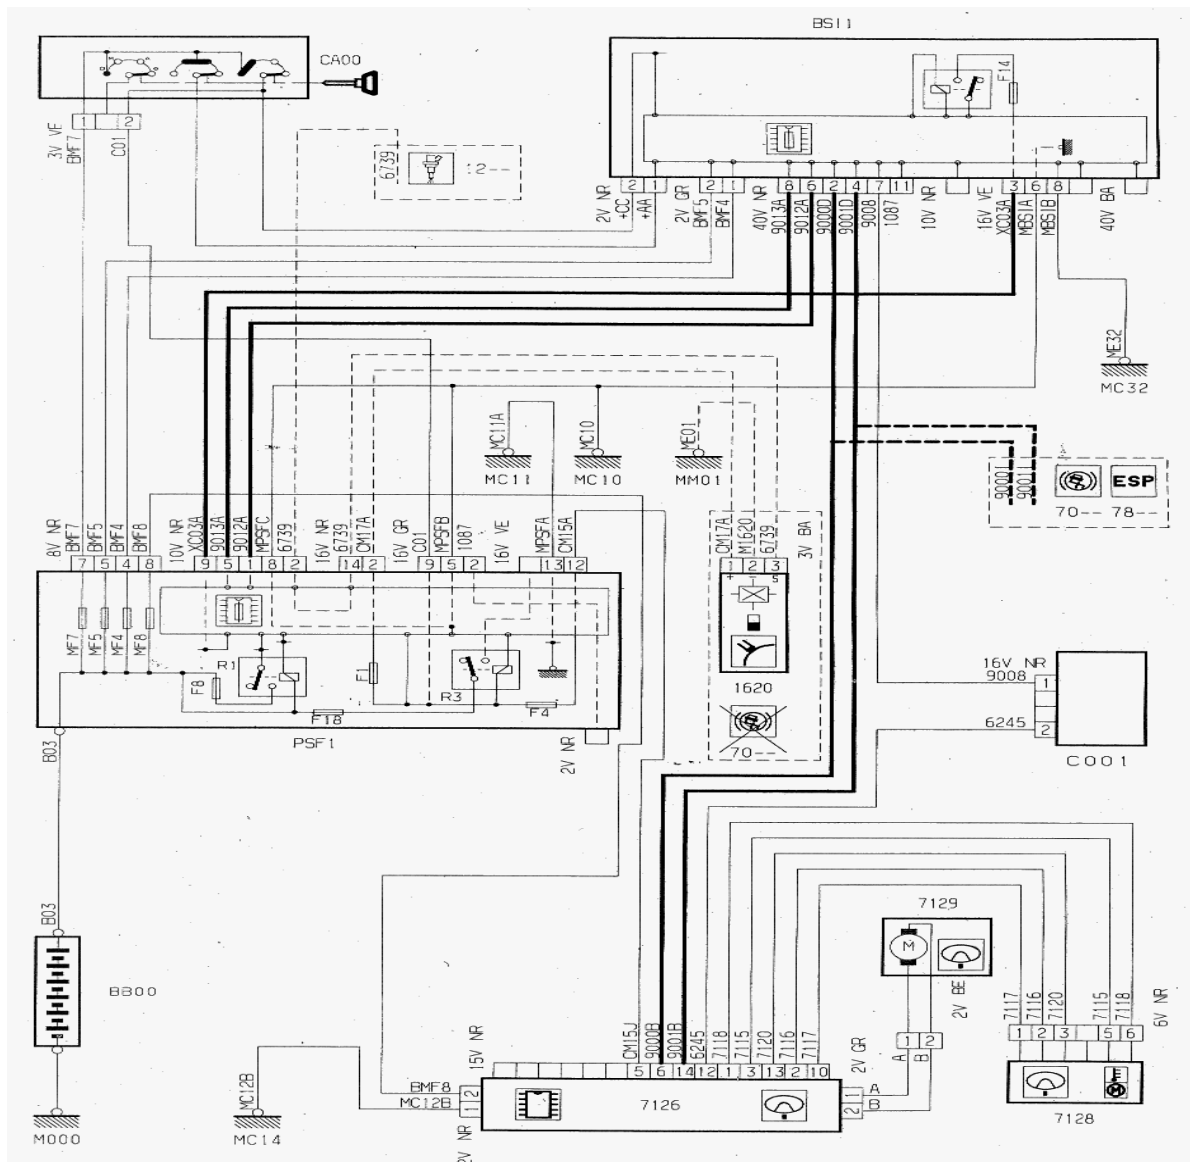 BSI1
CA00
F14
1 2
3V VE
BMF7
C01
6739
12--
2 1
2 1
8 6 2 4 7 11
3 6 8
2V NR
+CC
+AA
2V GR
BMF5
BMF4
40V NR
9013A
9012A
9000D
9001D
9008
1087
10V NR
16V VE
XC03A
MBS1A
MBS1B
40V BA
ME32
MC32
MC11A
MC11
MC10
MC10
ME01
MM01
9000I
9001I
ESP
70-- 78--
8V NR
BMF7
BMF5
BMF4
BMF8
10V NR
XC03A
9013A
9012A
MPSFC
6739
16V NR
6739
CM17A
16V GR
C01
MPSFB
1087
16V VE
MPSFA
CM15A
7 5 4 8
9 5 1 8 2
14 2
9 5 2
13 12
CM17A
M1620
6739
3V BA
1 2 3
+ - S
1620
70--
MF7
MF5
MF4
MF8
F8
R1
F18
F1
R3
F4
PSF1
2V NR
B03
16V NR
9008
1
6245
2
C001
B03
BB00
M000
MC12B
MC14
7129
M
2V BE
1 2
A
B
7117
7116
7120
7115
7118
6V NR
1 2 3 5 6
M
7128
15V NR
CM15J
9000B
9001B
6245
7118
7115
7120
7116
7117
2V GR
5 6 14 12 1 3 13 2 10
BMF8
2
MC12B
1
2V NR
7126
1
A
2
B